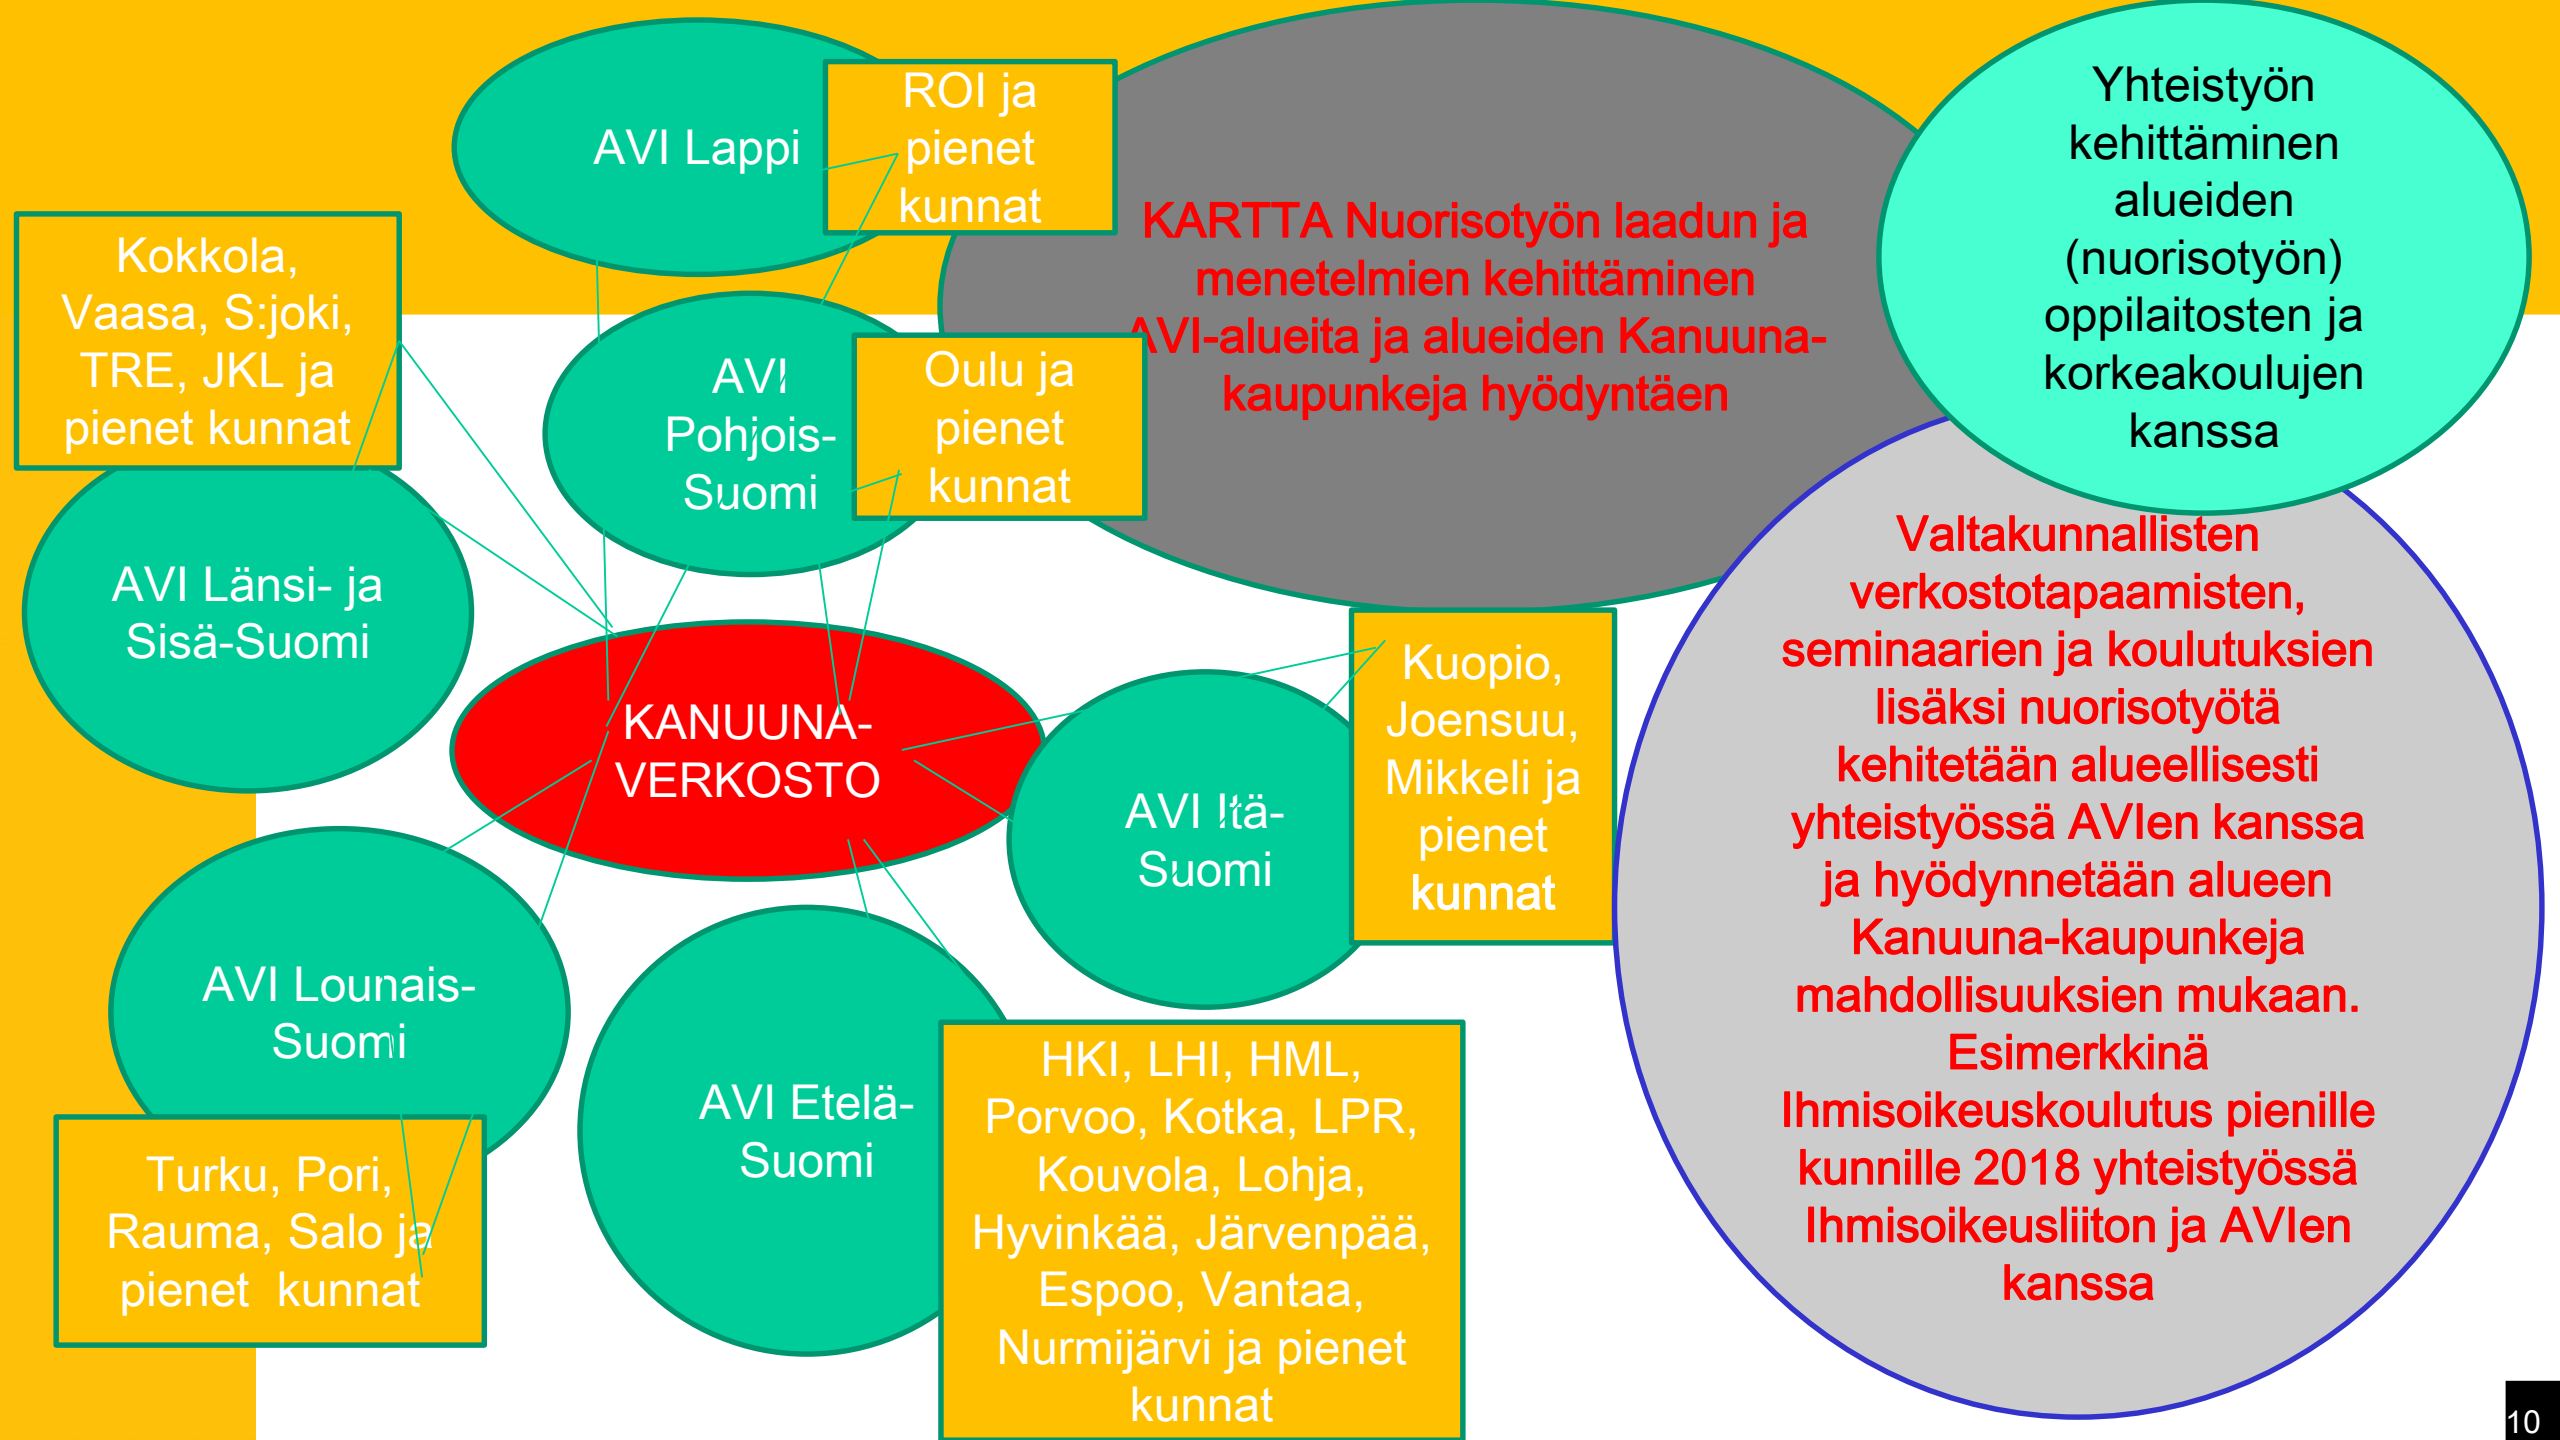 AVI Lappi
ROI ja
pienet
kunnat
KARTTA Nuorisotyön laadun ja
menetelmien kehittäminen
AVI-alueita ja alueiden Kanuuna-
kaupunkeja hyödyntäen
Yhteistyön
kehittäminen
alueiden
(nuorisotyön)
oppilaitosten ja
korkeakoulujen
kanssa
Kokkola,
Vaasa, S:joki,
TRE, JKL ja
pienet kunnat
AVI
Pohjois-
Suomi
Oulu ja
pienet
kunnat
AVI Länsi- ja
Sisä-Suomi
KANUUNA-
VERKOSTO
AVI Itä-
Suomi
Kuopio,
Joensuu,
Mikkeli ja
pienet
kunnat
Valtakunnallisten
verkostotapaamisten,
seminaarien ja koulutuksien
lisäksi nuorisotyötä
kehitetään alueellisesti
yhteistyössä AVIen kanssa
ja hyödynnetään alueen
Kanuuna-kaupunkeja
mahdollisuuksien mukaan.
Esimerkkinä
Ihmisoikeuskoulutus pienille
kunnille 2018 yhteistyössä
Ihmisoikeusliiton ja AVIen
kanssa
AVI Lounais-
Suomi
Turku, Pori,
Rauma, Salo ja
pienet  kunnat
AVI Etelä-
Suomi
HKI, LHI, HML,
Porvoo, Kotka, LPR,
Kouvola, Lohja,
Hyvinkää, Järvenpää,
Espoo, Vantaa,
Nurmijärvi ja pienet
kunnat
10